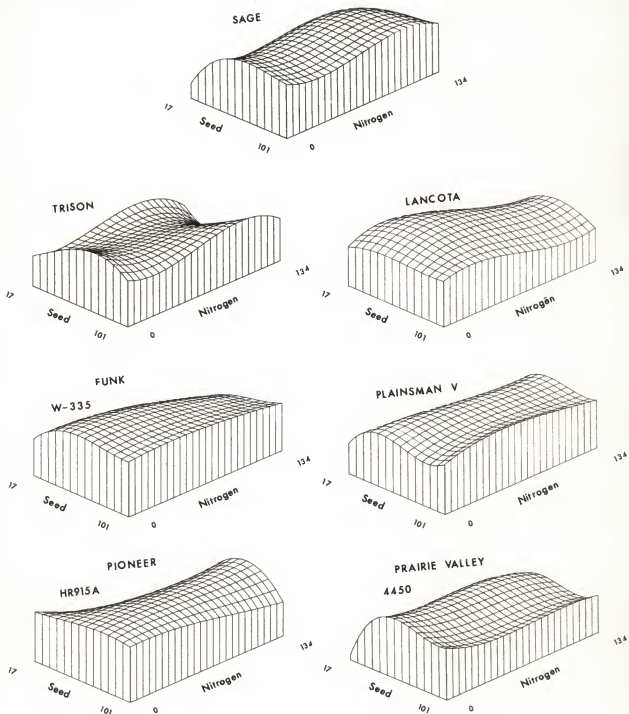 SAGE
17
Seed
101
0
Nitrogen
134
TRISON
17
Seed
101
0
Nitrogen
134
LANCOTA
17
Seed
101
0
Nitrogen
134
FUNK
W-335
17
Seed
101
0
Nitrogen
134
PLAINSMAN V
17
Seed
101
0
Nitrogen
134
PIONEER
HR915A
17
Seed
101
0
Nitrogen
134
PRAIRIE VALLEY
4450
17
Seed
101
0
Nitrogen
134